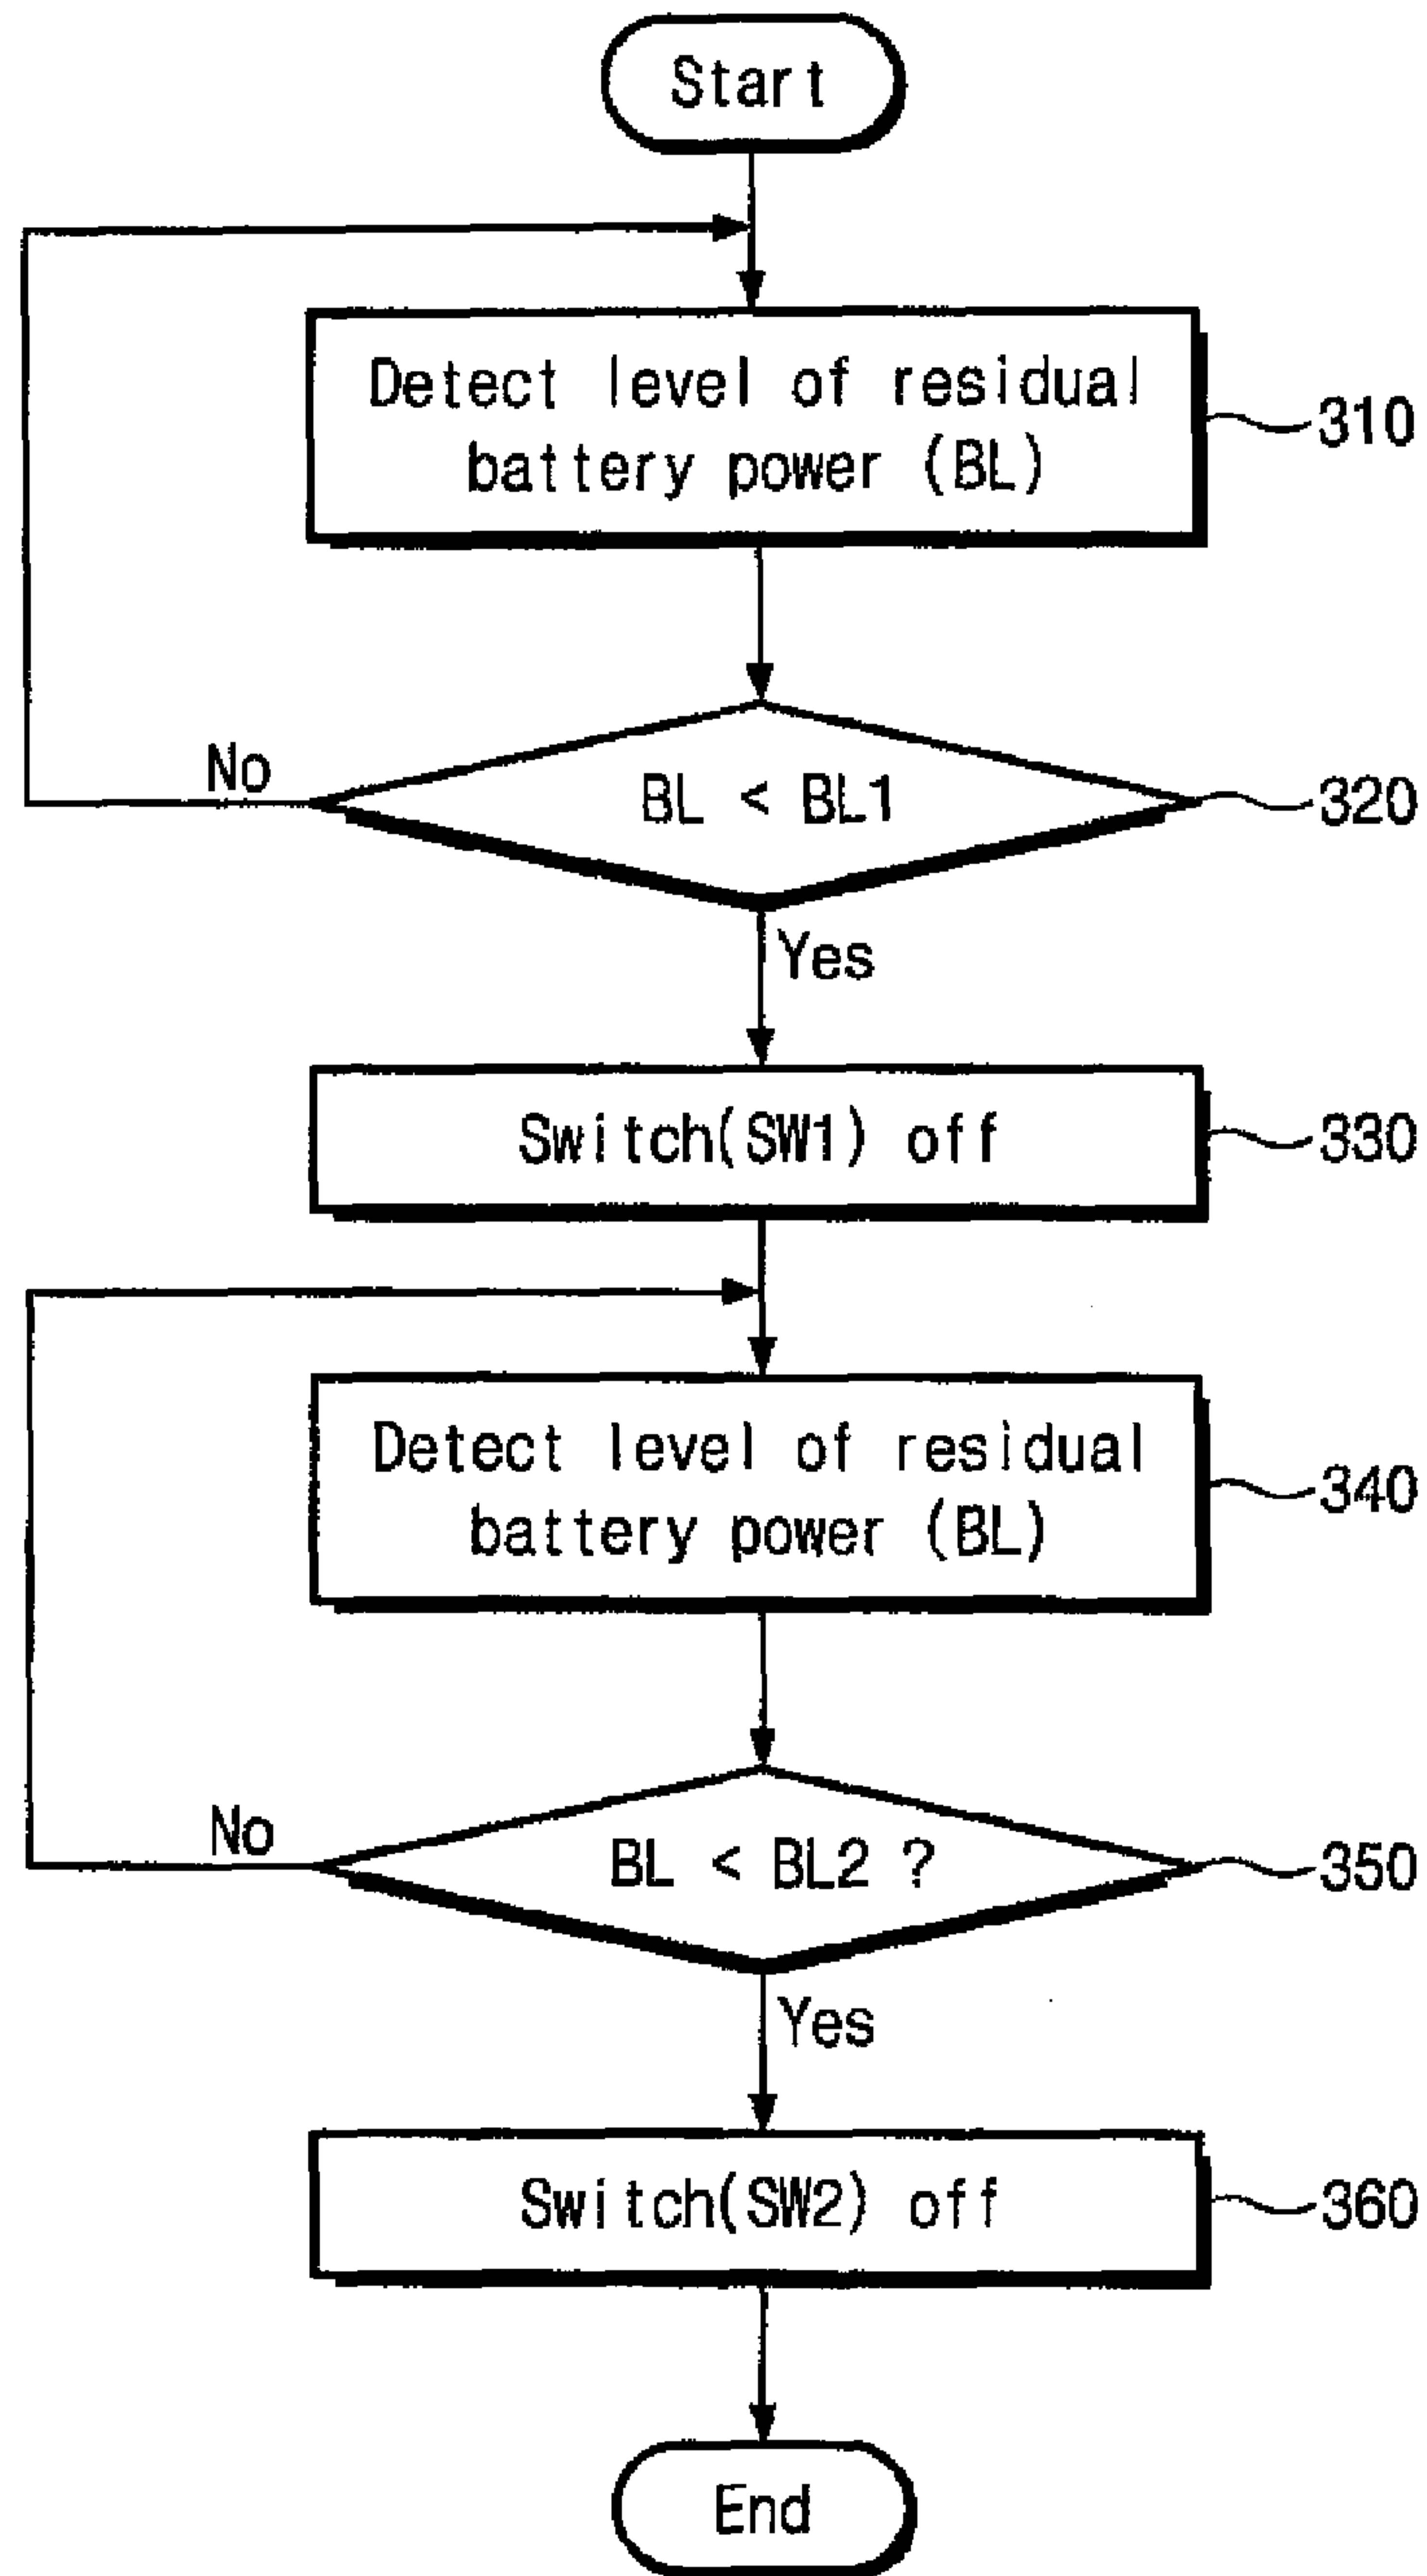 Start
Detect level of residual
battery power (BL)
310
No
BL < BL1
320
Yes
Switch(SW1) off
330
Detect level of residual
battery power (BL)
340
No
BL < BL2 ?
350
Yes
Switch(SW2) off
360
End